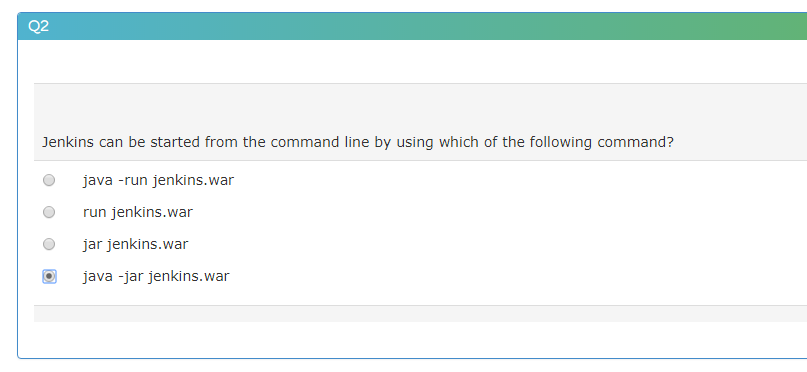 Q2
Jenkins can be started from the command line by using which of the following command?
java -run jenkins.war
run jenkins.war
jar jenkins.war
java -jar jenkins.war